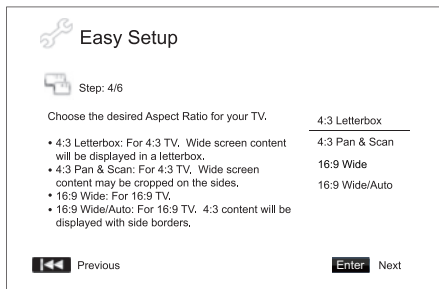 Easy Setup
Step: 4/6
Choose the desired Aspect Ratio for your TV.
• 4:3 Letterbox: For 4:3 TV. Wide screen content
will be displayed in a letterbox.
• 4:3 Pan & Scan: For 4:3 TV. Wide screen
content may be cropped on the sides.
• 16:9 Wide: For 16:9 TV.
• 16:9 Wide/Auto: For 16:9 TV. 4:3 content will be
displayed with side borders.
4:3 Letterbox
4:3 Pan & Scan
16:9 Wide
16:9 Wide/Auto
Previous
Enter Next